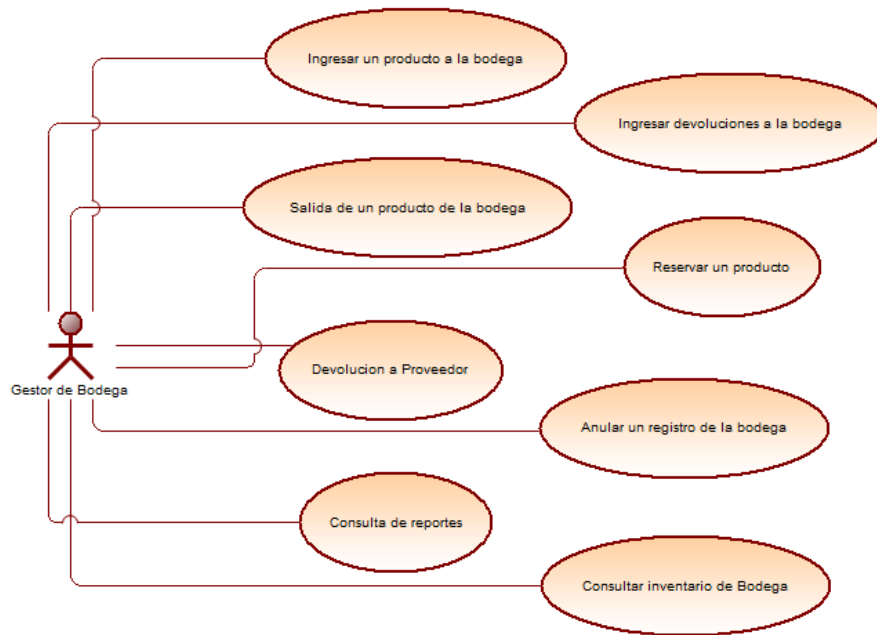 Ingresar un producto a la bodega
Ingresar devoluciones a la bodega
Salida de un producto de la bodega
Reservar un producto
Devolucion a Proveedor
Gestor de Bodega
Anular un registro de la bodega
Consulta de reportes
Consultar inventario de Bodega